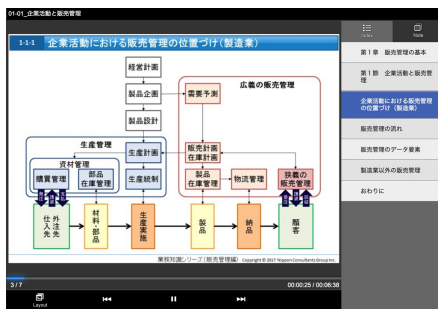 01-01_企業活動と販売管理
Index
Note
1-1-1 企業活動における販売管理の位置づけ(製造業)
経営計画
広義の販売管理
製品企画
需要予測
製品設計
生産管理
生産計画
販売計画
在庫計画
資材管理
購買管理
部品
在庫管理
生産統制
製品
在庫管理
物流管理
狭義の
販売管理
仕入先
外注先
材料・部品
生産実施
製品
納品
顧客
業務知識シリーズ(販売管理編) Copyright © 2017 Nippon Consultants Group Inc.
第1章 販売管理の基本
第1節 企業活動と販売管
理
企業活動における販売管理
の位置づけ(製造業)
販売管理の流れ
販売管理のデータ要素
製造業以外の販売管理
おわりに
3 / 7
00:00:25 / 00:06:38
Layout